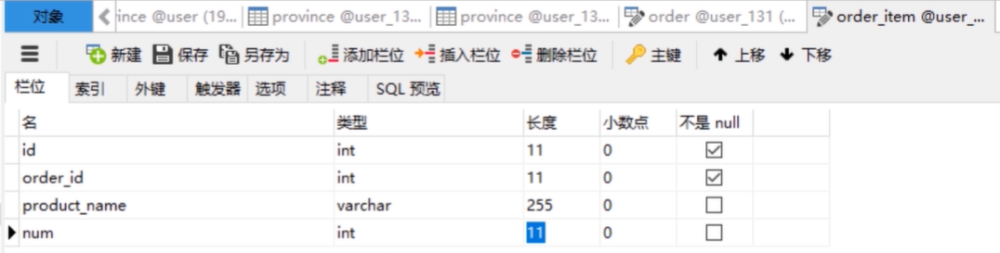 对象 ince @user (19... province @user_13... province @user_13... order @user_131 (... order_item @user_...
新建 保存 另存为 添加栏位 插入栏位 删除栏位 主键 上移 下移
栏位 索引 外键 触发器 选项 注释 SQL 预览
名 类型 长度 小数点 不是 null
id int 11 0
order_id int 11 0
product_name varchar 255 0
num int 11 0